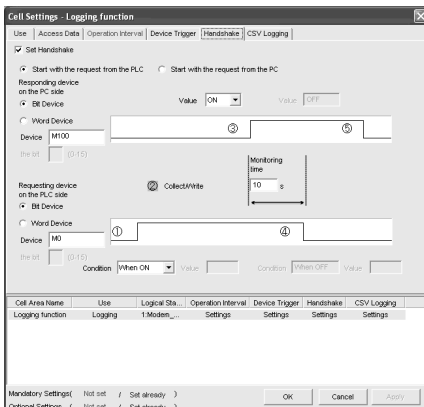 Cell Settings - Logging function
Use Access Data Operation Interval Device Trigger Handshake CSV Logging
Set Handshake
Start with the request from the PLC Start with the request from the PC
Responding device
on the PC side
Bit Device Value ON Value OFF
Word Device
Device M100 ③ ⑤
the bit (0-15)
Monitoring
time
Requesting device ② Collect/Write 10 s
on the PLC side
Bit Device
Word Device ① ④
Device M0
the bit (0-15)
Condition When ON Value Condition When OFF Value
Cell Area Name Use Logical Sta... Operation Interval Device Trigger Handshake CSV Logging
Logging function Logging 1:Modem_... Settings Settings Settings Settings
Mandatory Settings( Not set / Set already )
OK Cancel Apply
Optional Settings ( Not set / Set already )